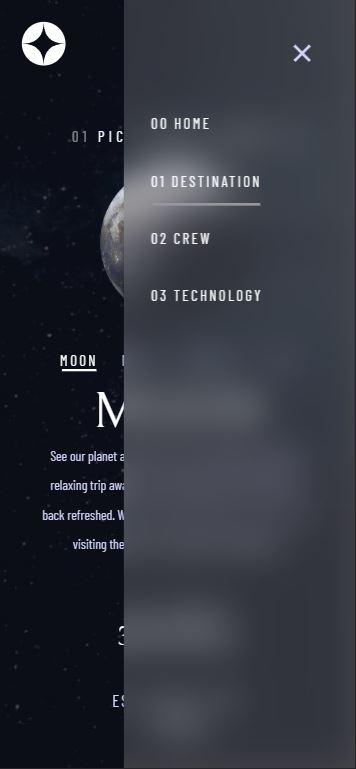 01 PIC
00 HOME
01 DESTINATION
02 CREW
03 TECHNOLOGY
MOON
M
See our planet a
relaxing trip awa
back refreshed. W
visiting the
3
ES